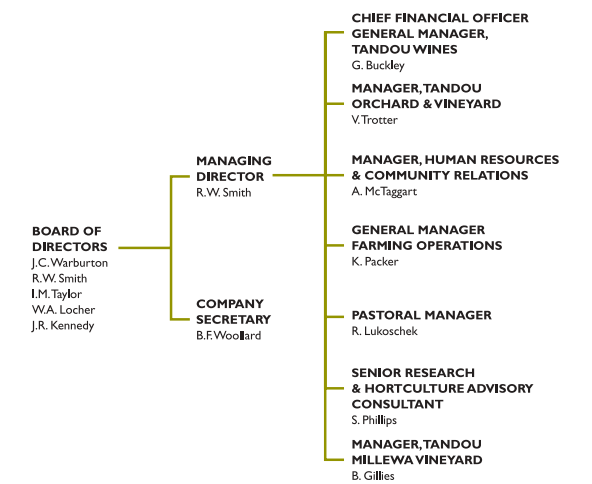 BOARD OF
DIRECTORS
J.C. Warburton
R.W. Smith
I.M. Taylor
W.A. Locher
J.R. Kennedy
MANAGING
DIRECTOR
R.W. Smith
COMPANY
SECRETARY
B.F. Woollard
CHIEF FINANCIAL OFFICER
GENERAL MANAGER,
TANDOU WINES
G. Buckley
MANAGER, TANDOU
ORCHARD & VINEYARD
V. Trotter
MANAGER, HUMAN RESOURCES
& COMMUNITY RELATIONS
A. McTaggart
GENERAL MANAGER
FARMING OPERATIONS
K. Packer
PASTORAL MANAGER
R. Lukoschek
SENIOR RESEARCH
& HORTCULTURE ADVISORY
CONSULTANT
S. Phillips
MANAGER, TANDOU
MILLEWA VINEYARD
B. Gillies